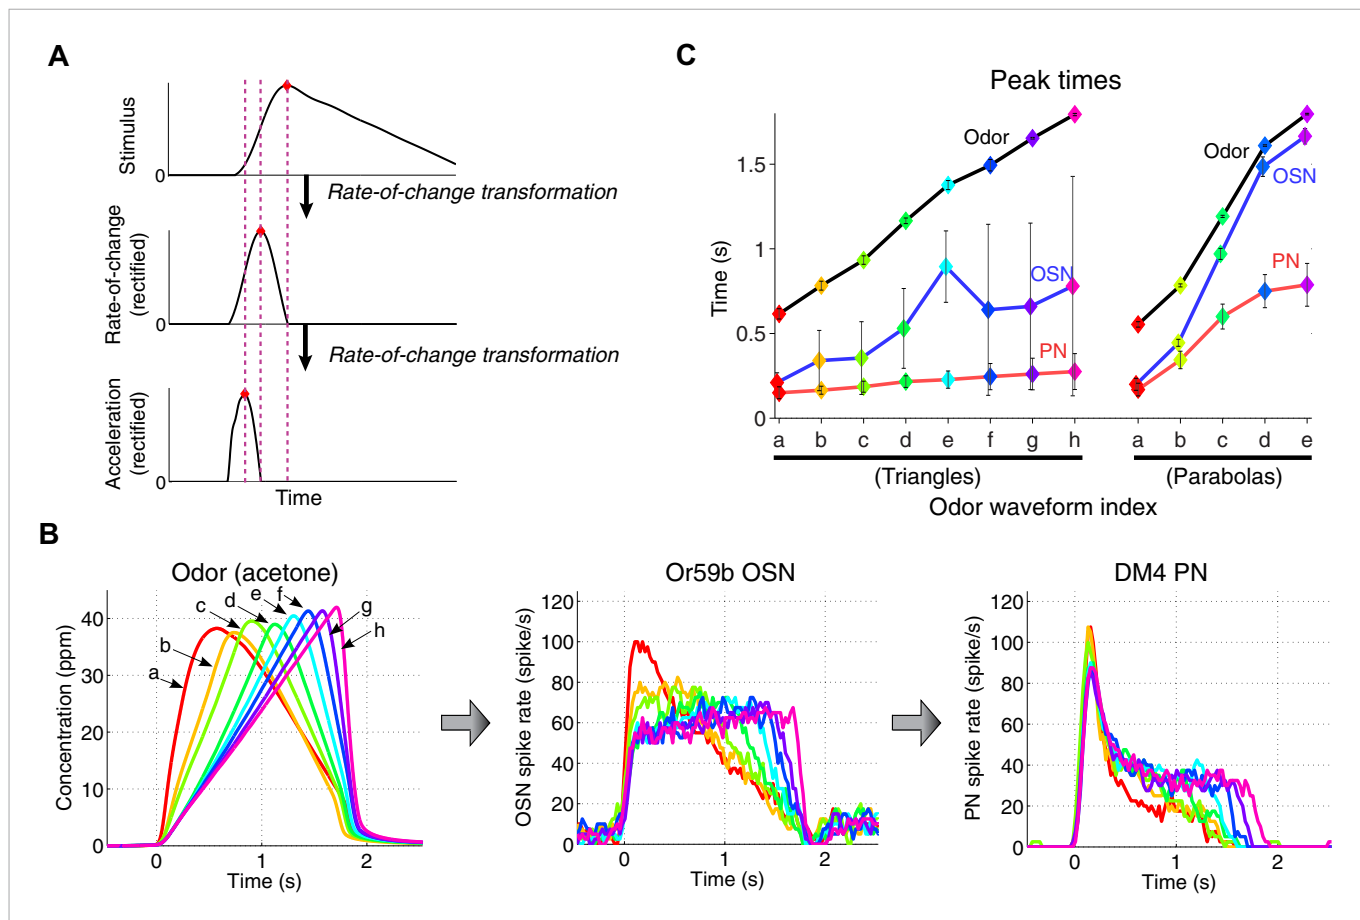 A
Stimulus
0
Rate-of-change transformation
Rate-of-change
(rectified)
0
Rate-of-change transformation
Acceleration
(rectified)
0
Time
C
Peak times
Time (s)
1.5
1
0.5
0
Odor
OSN
PN
Odor
OSN
PN
a b c d e f g h
a b c d e
(Triangles)
(Parabolas)
Odor waveform index
B
Odor (acetone)
Concentration (ppm)
40
30
20
10
0
a
b
c
d
e
f
g
h
0 1 2
Time (s)
Or59b OSN
OSN spike rate (spike/s)
120
100
80
60
40
20
0
0 1 2
Time (s)
DM4 PN
PN spike rate (spike/s)
120
100
80
60
40
20
0
0 1 2
Time (s)